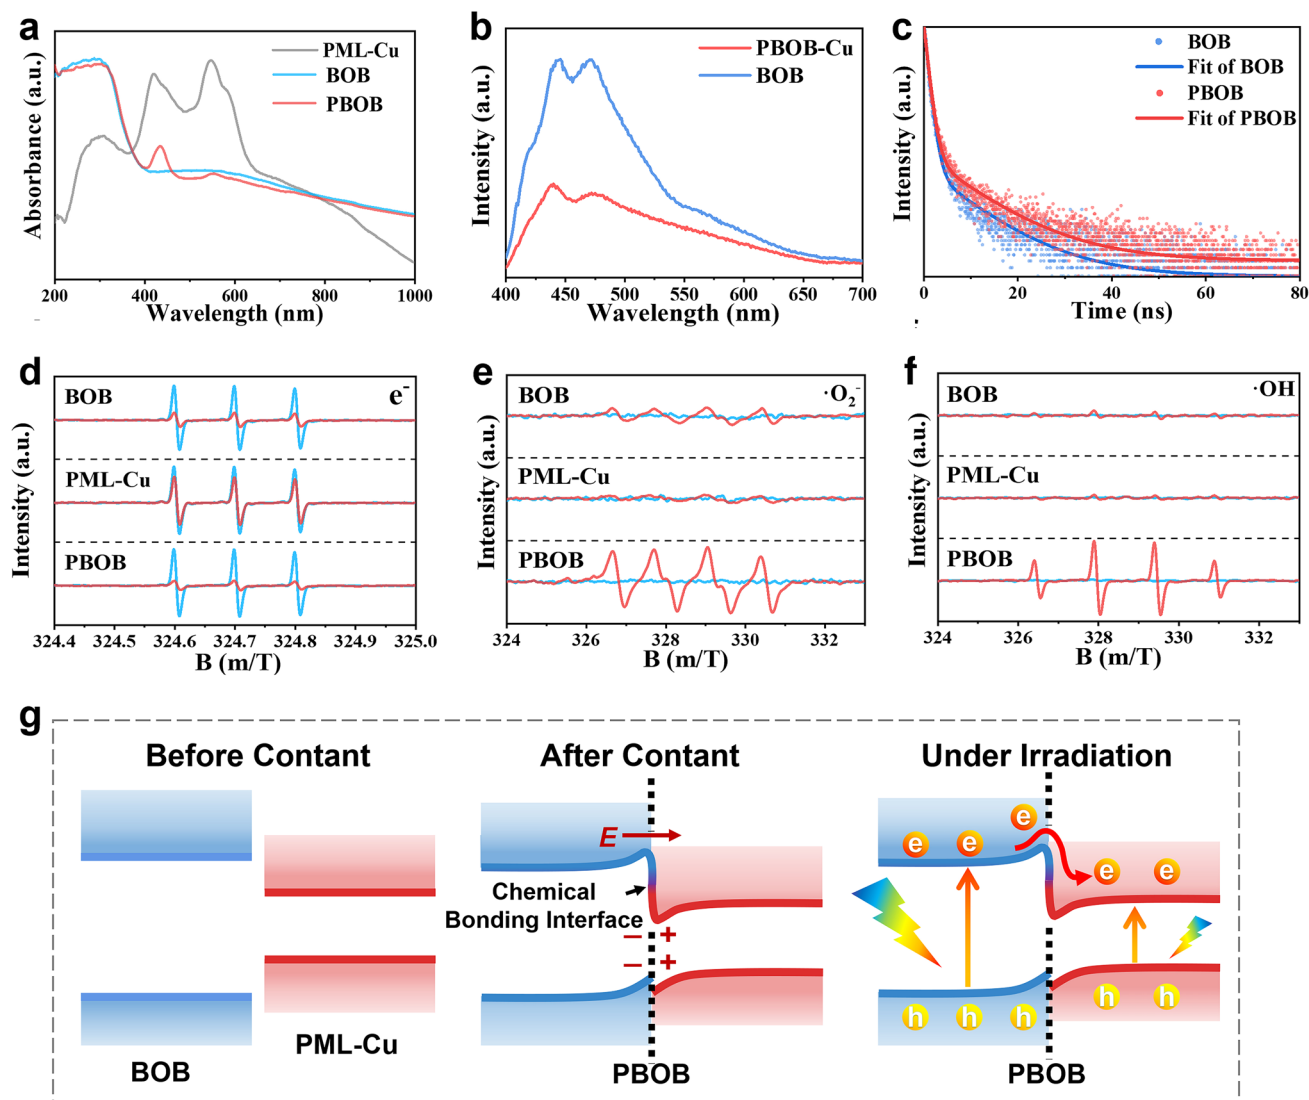 a
PML-Cu
BOB
PBOB
Absorbance (a.u.)
200 400 600 800 1000
Wavelength (nm)
b
PBOB-Cu
BOB
Intensity (a.u.)
400 450 500 550 600 650 700
Wavelength (nm)
c
BOB
Fit of BOB
PBOB
Fit of PBOB
Intensity (a.u.)
0 20 40 60 80
Time (ns)
d
BOB
e⁻
PML-Cu
PBOB
Intensity (a.u.)
324.4 324.5 324.6 324.7 324.8 324.9 325.0
B (m/T)
e
BOB
·O₂⁻
PML-Cu
PBOB
Intensity (a.u.)
324 326 328 330 332
B (m/T)
f
BOB
·OH
PML-Cu
PBOB
Intensity (a.u.)
324 326 328 330 332
B (m/T)
g
Before Contant
BOB
PML-Cu
After Contant
E
Chemical
Bonding Interface
− +
− +
PBOB
Under Irradiation
e e e
e e
h h h
h h
PBOB